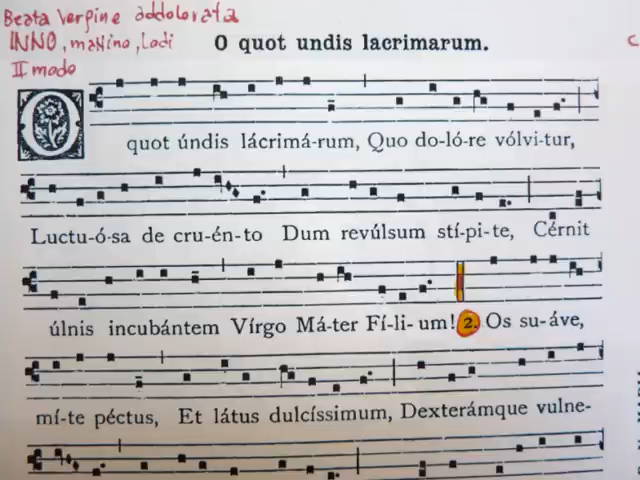 Beata Vergine addolorata
INNO, mattino, Lodi
II modo
O quot undis lacrimarum.
O quot úndis lácrimá-rum, Quo do-ló-re vólvi-tur,
Luctu-ó-sa de cru-én-to Dum revúlsum stí-pi-te, Cérnit
úlnis incubántem Vírgo Má-ter Fí-li-um! 2. Os su-áve,
mí-te péctus, Et látus dulcíssimum, Dexterámque vulne-